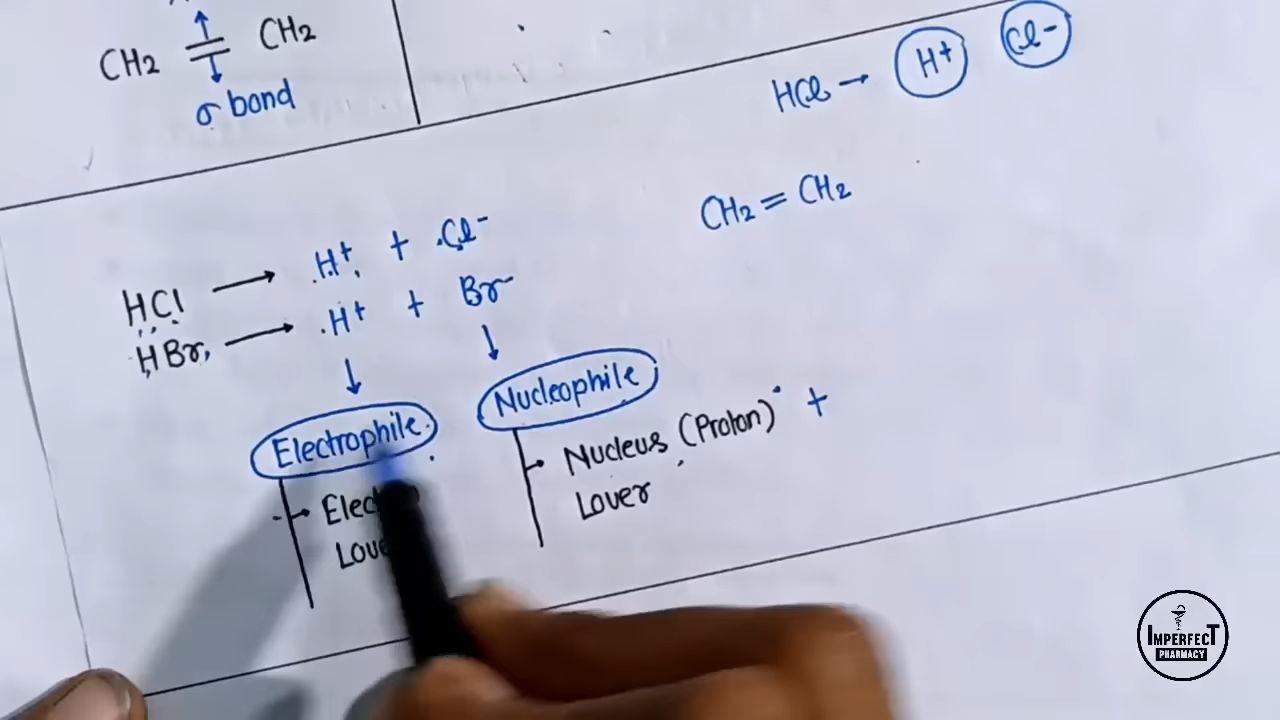 CH2 = CH2
σ bond
HCl → H+ Cl-
CH2 = CH2
HCl → H+ + Cl-
HBr, → H+ + Br-
Electrophile
Nucleophile
Nucleus (Proton) +
Lover
IMPERFECT
PHARMACY